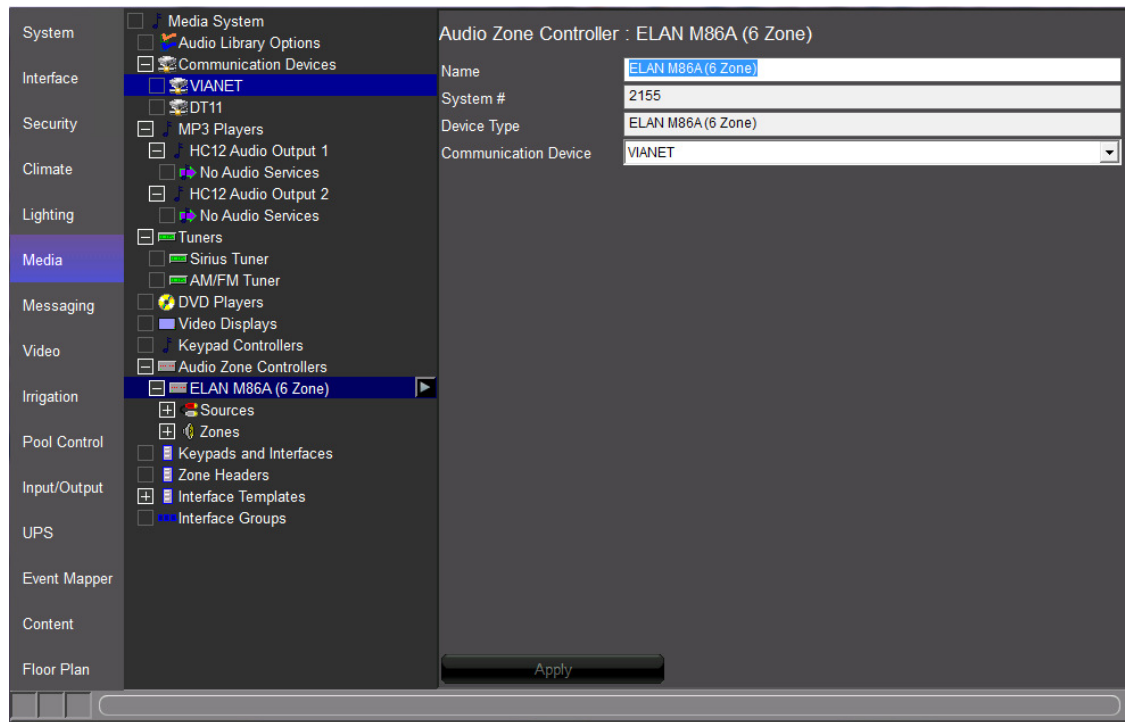 System
Interface
Security
Climate
Lighting
Media
Messaging
Video
Irrigation
Pool Control
Input/Output
UPS
Event Mapper
Content
Floor Plan
Media System
Audio Library Options
Communication Devices
VIANET
DT11
MP3 Players
HC12 Audio Output 1
No Audio Services
HC12 Audio Output 2
No Audio Services
Tuners
Sirius Tuner
AM/FM Tuner
DVD Players
Video Displays
Keypad Controllers
Audio Zone Controllers
ELAN M86A (6 Zone)
Sources
Zones
Keypads and Interfaces
Zone Headers
Interface Templates
Interface Groups
Audio Zone Controller : ELAN M86A (6 Zone)
Name ELAN M86A (6 Zone)
System # 2155
Device Type ELAN M86A (6 Zone)
Communication Device VIANET
Apply